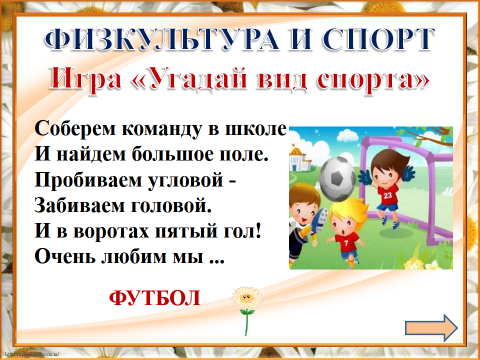 ФИЗКУЛЬТУРА И СПОРТ
Игра «Угадай вид спорта»
Соберем команду в школе
И найдем большое поле.
Пробиваем угловой -
Забиваем головой.
И в воротах пятый гол!
Очень любим мы ...
ФУТБОЛ
23
7